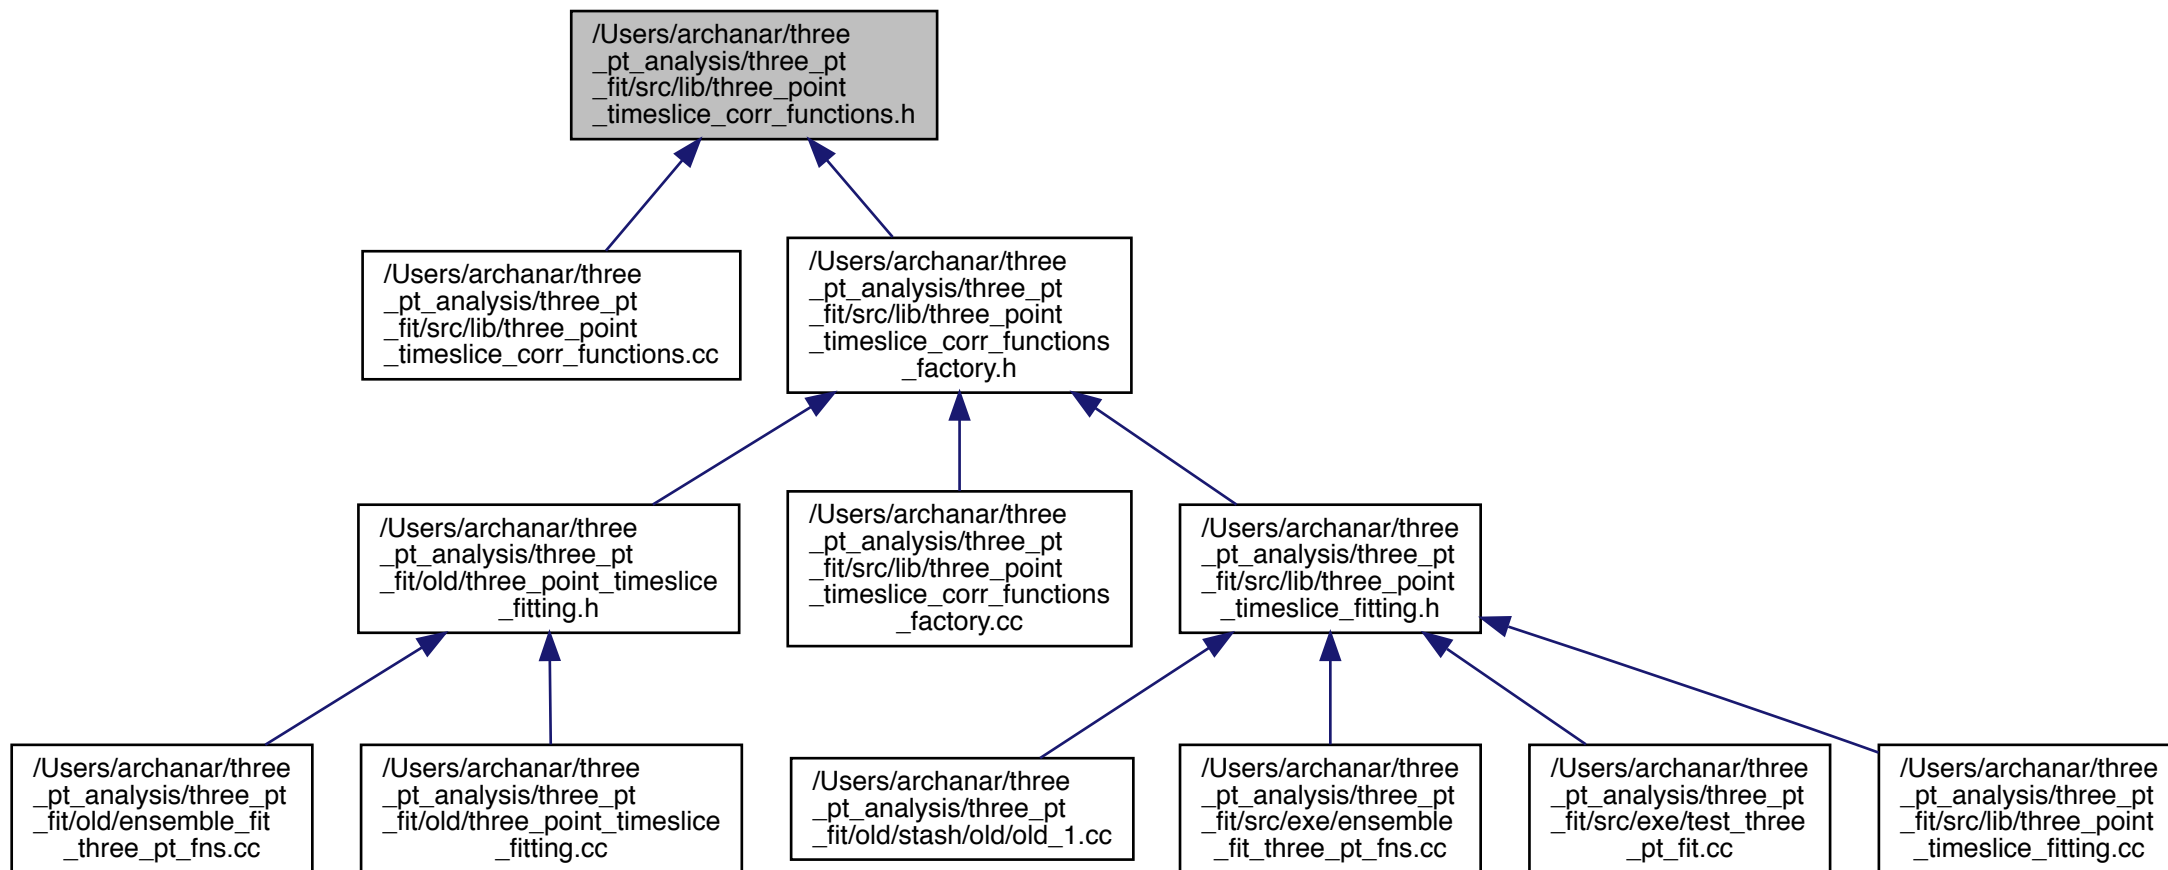 /Users/archanar/three
_pt_analysis/three_pt
_fit/src/lib/three_point
_timeslice_corr_functions.h
/Users/archanar/three
_pt_analysis/three_pt
_fit/src/lib/three_point
_timeslice_corr_functions.cc
/Users/archanar/three
_pt_analysis/three_pt
_fit/src/lib/three_point
_timeslice_corr_functions
_factory.h
/Users/archanar/three
_pt_analysis/three_pt
_fit/old/three_point_timeslice
_fitting.h
/Users/archanar/three
_pt_analysis/three_pt
_fit/src/lib/three_point
_timeslice_corr_functions
_factory.cc
/Users/archanar/three
_pt_analysis/three_pt
_fit/src/lib/three_point
_timeslice_fitting.h
/Users/archanar/three
_pt_analysis/three_pt
_fit/old/ensemble_fit
_three_pt_fns.cc
/Users/archanar/three
_pt_analysis/three_pt
_fit/old/three_point_timeslice
_fitting.cc
/Users/archanar/three
_pt_analysis/three_pt
_fit/old/stash/old/old_1.cc
/Users/archanar/three
_pt_analysis/three_pt
_fit/src/exe/ensemble
_fit_three_pt_fns.cc
/Users/archanar/three
_pt_analysis/three_pt
_fit/src/exe/test_three
_pt_fit.cc
/Users/archanar/three
_pt_analysis/three_pt
_fit/src/lib/three_point
_timeslice_fitting.cc